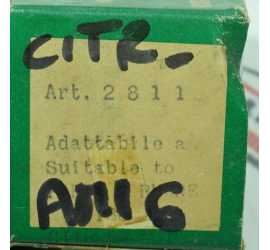 CITR-
Art. 2811
Adattabile a
Suitable to
AMI 6